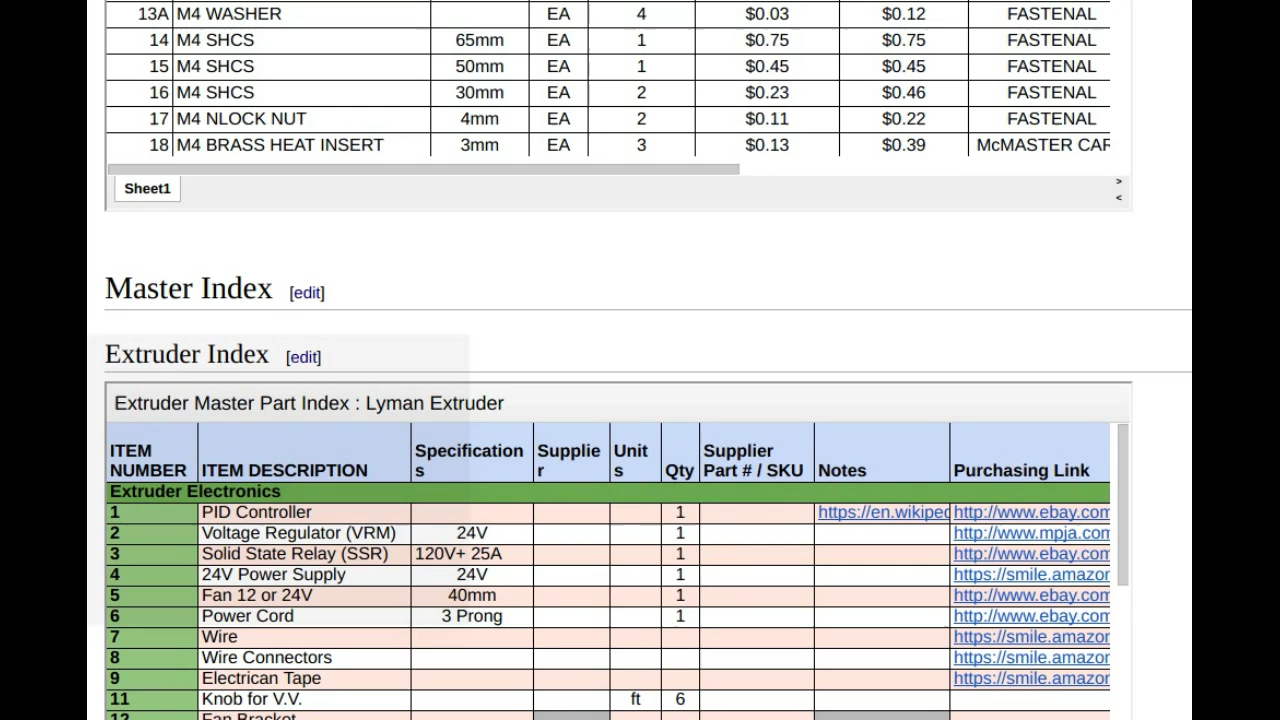 13A M4 WASHER EA 4 $0.03 $0.12 FASTENAL
14 M4 SHCS 65mm EA 1 $0.75 $0.75 FASTENAL
15 M4 SHCS 50mm EA 1 $0.45 $0.45 FASTENAL
16 M4 SHCS 30mm EA 2 $0.23 $0.46 FASTENAL
17 M4 NLOCK NUT 4mm EA 2 $0.11 $0.22 FASTENAL
18 M4 BRASS HEAT INSERT 3mm EA 3 $0.13 $0.39 McMASTER CAR
Sheet1
>
<
Master Index [edit]
Extruder Index [edit]
Extruder Master Part Index : Lyman Extruder
ITEM NUMBER ITEM DESCRIPTION Specifications Supplier Units Qty Supplier Part # / SKU Notes Purchasing Link
Extruder Electronics
1 PID Controller 1 https://en.wikiped http://www.ebay.com
2 Voltage Regulator (VRM) 24V 1 http://www.mpja.com
3 Solid State Relay (SSR) 120V+ 25A 1 http://www.ebay.com
4 24V Power Supply 24V 1 https://smile.amazon
5 Fan 12 or 24V 40mm 1 http://www.ebay.com
6 Power Cord 3 Prong 1 http://www.ebay.com
7 Wire https://smile.amazon
8 Wire Connectors https://smile.amazon
9 Electrican Tape https://smile.amazon
11 Knob for V.V. ft 6
12 Fan Bracket